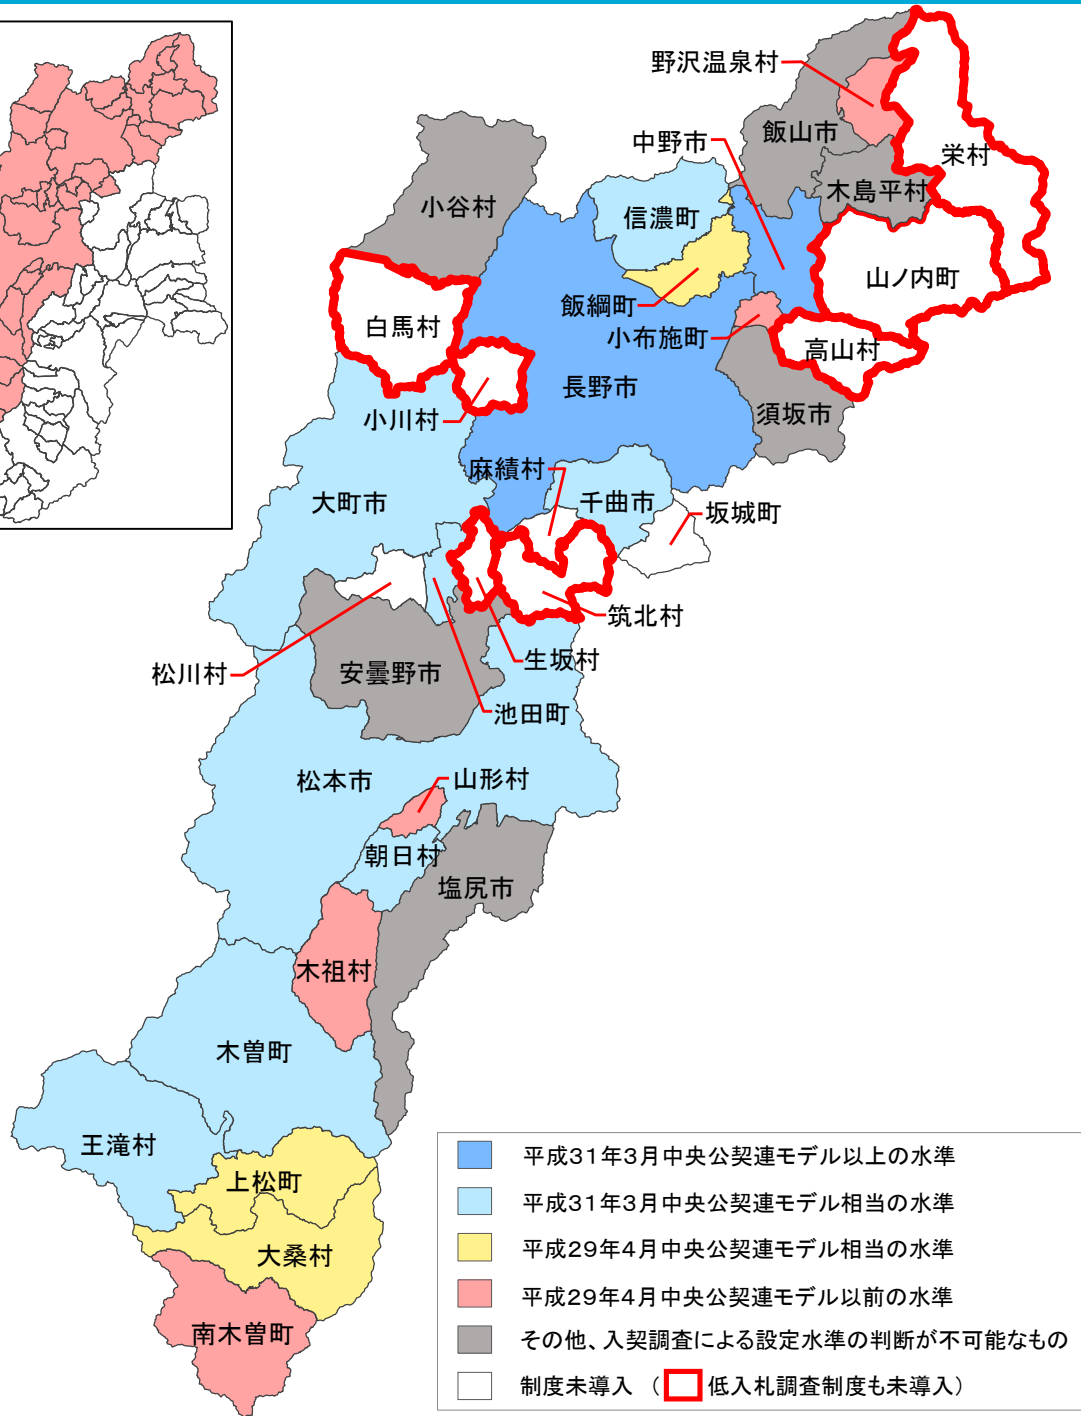 野沢温泉村
飯山市
中野市
栄村
木島平村
小谷村
信濃町
山ノ内町
飯綱町
白馬村
小布施町
高山村
長野市
小川村
須坂市
麻績村
大町市
千曲市
坂城町
筑北村
生坂村
松川村
安曇野市
池田町
松本市
山形村
朝日村
塩尻市
木祖村
木曽町
王滝村
上松町
大桑村
南木曽町
平成31年3月中央公契連モデル以上の水準
平成31年3月中央公契連モデル相当の水準
平成29年4月中央公契連モデル相当の水準
平成29年4月中央公契連モデル以前の水準
その他、入契調査による設定水準の判断が不可能なもの
制度未導入 ( 低入札調査制度も未導入)